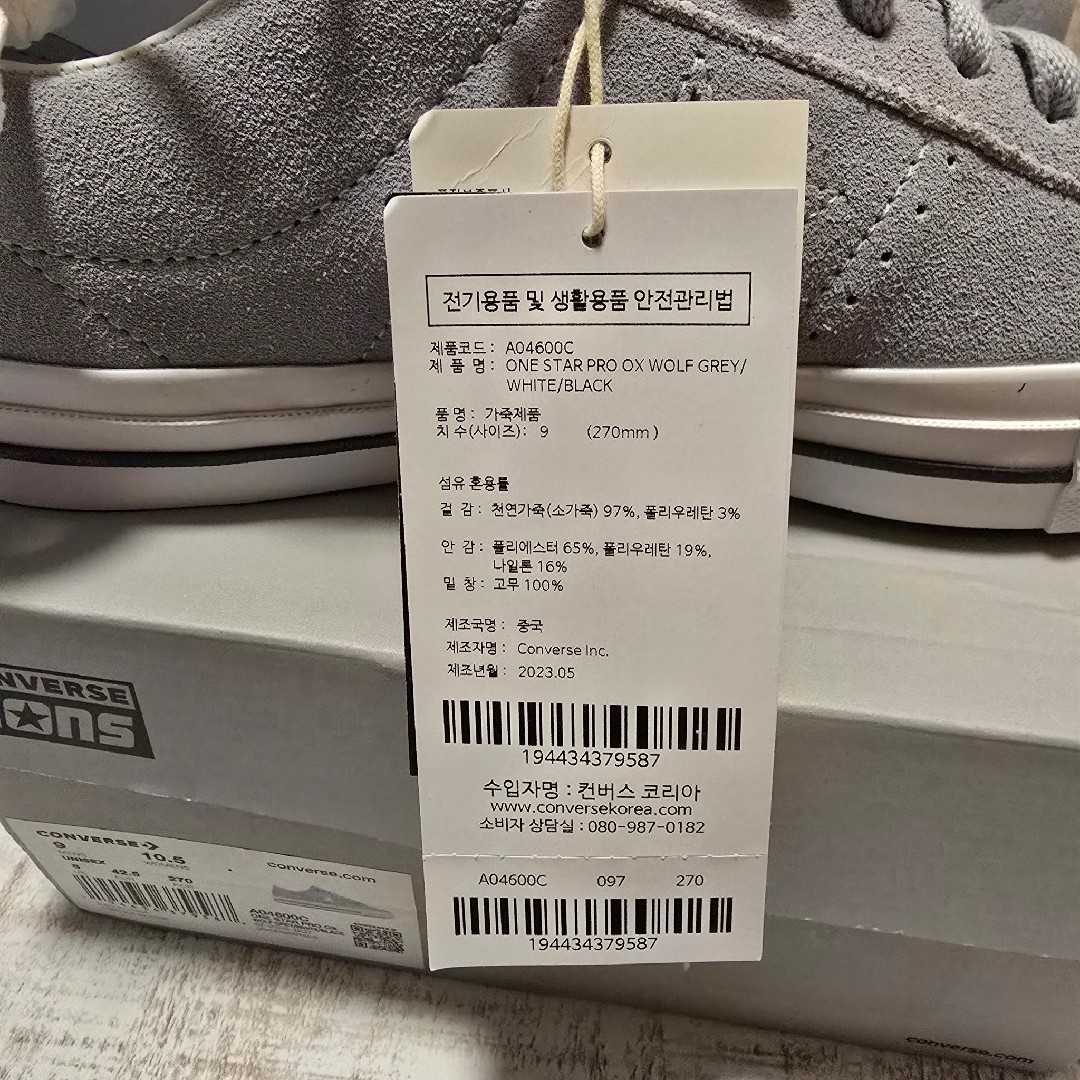 전기용품 및 생활용품 안전관리법
제품코드 : A04600C
제 품 명 : ONE STAR PRO OX WOLF GREY/
WHITE/BLACK
품 명 : 가죽제품
치 수(사이즈) : 9 (270mm)
섬유 혼용률
겉 감 : 천연가죽(소가죽) 97%, 폴리우레탄 3%
안 감 : 폴리에스터 65%, 폴리우레탄 19%,
나일론 16%
밑 창 : 고무 100%
제조국명 : 중국
제조자명 : Converse Inc.
제조년월 : 2023.05
194434379587
수입자명 : 컨버스 코리아
www.conversekorea.com
소비자 상담실 : 080-987-0182
A04600C 097 270
194434379587
CONVERSE
converse.com
9 10.5
UNISEX WOMENS
8 42.5 270
A04600C
ONE STAR PRO OX
converse.com